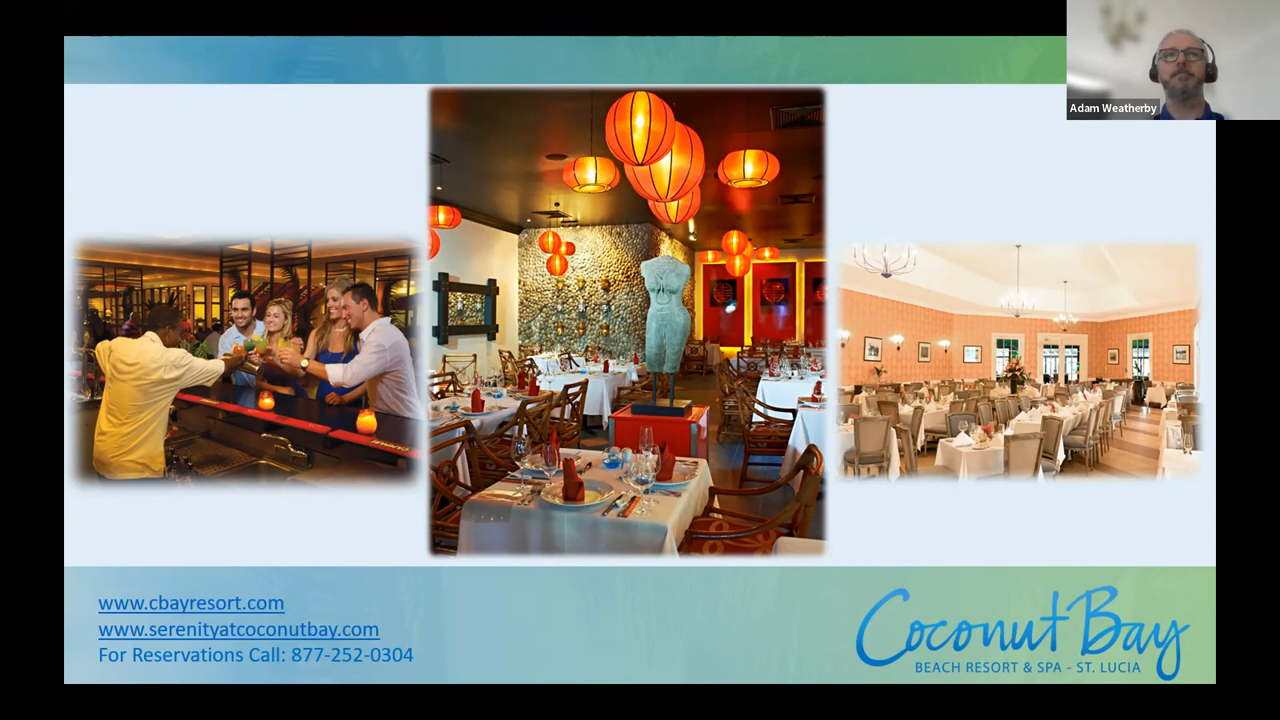 Adam Weatherby
www.cbayresort.com
www.serenityatcoconutbay.com
For Reservations Call: 877-252-0304
Coconut Bay
BEACH RESORT & SPA - ST. LUCIA